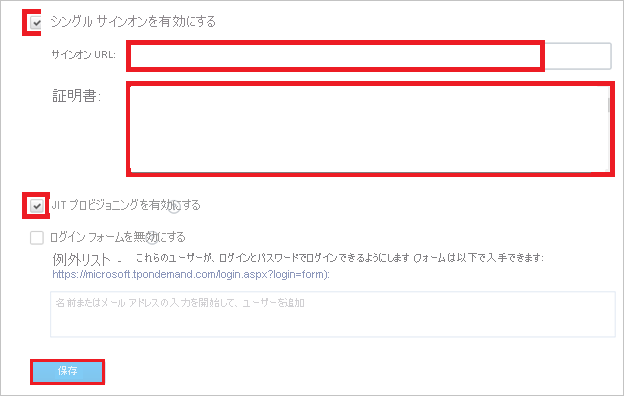 シングル サインオンを有効にする
サインオン URL:
証明書:
JIT プロビジョニングを有効にする
ログイン フォームを無効にする
例外リスト - これらのユーザーが、ログインとパスワードでログインできるようにします (フォームは以下で入手できます:
https://microsoft.tpondemand.com/login.aspx?login=form):
名前またはメール アドレスの入力を開始して、ユーザーを追加
保存